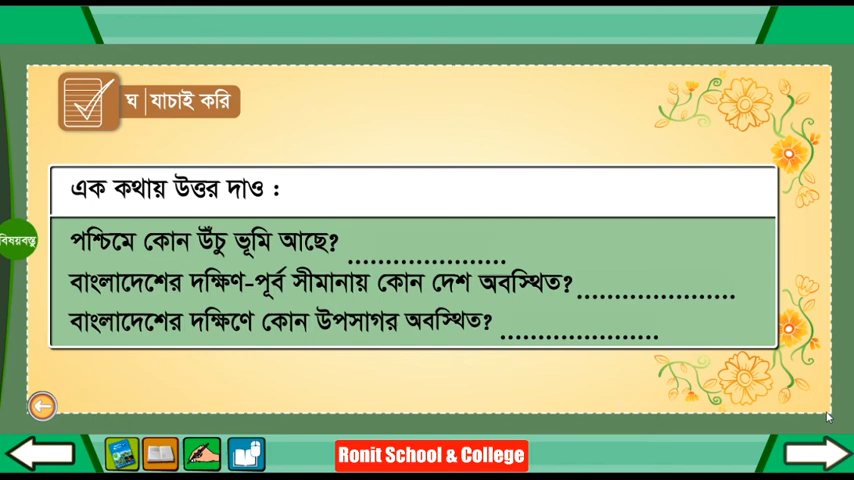 ঘ | যাচাই করি
এক কথায় উত্তর দাও :
পশ্চিমে কোন উঁচু ভূমি আছে? .....................
বিষয়বস্তু
বাংলাদেশের দক্ষিণ-পূর্ব সীমানায় কোন দেশ অবস্থিত? .....................
বাংলাদেশের দক্ষিণে কোন উপসাগর অবস্থিত? .....................
Ronit School & College